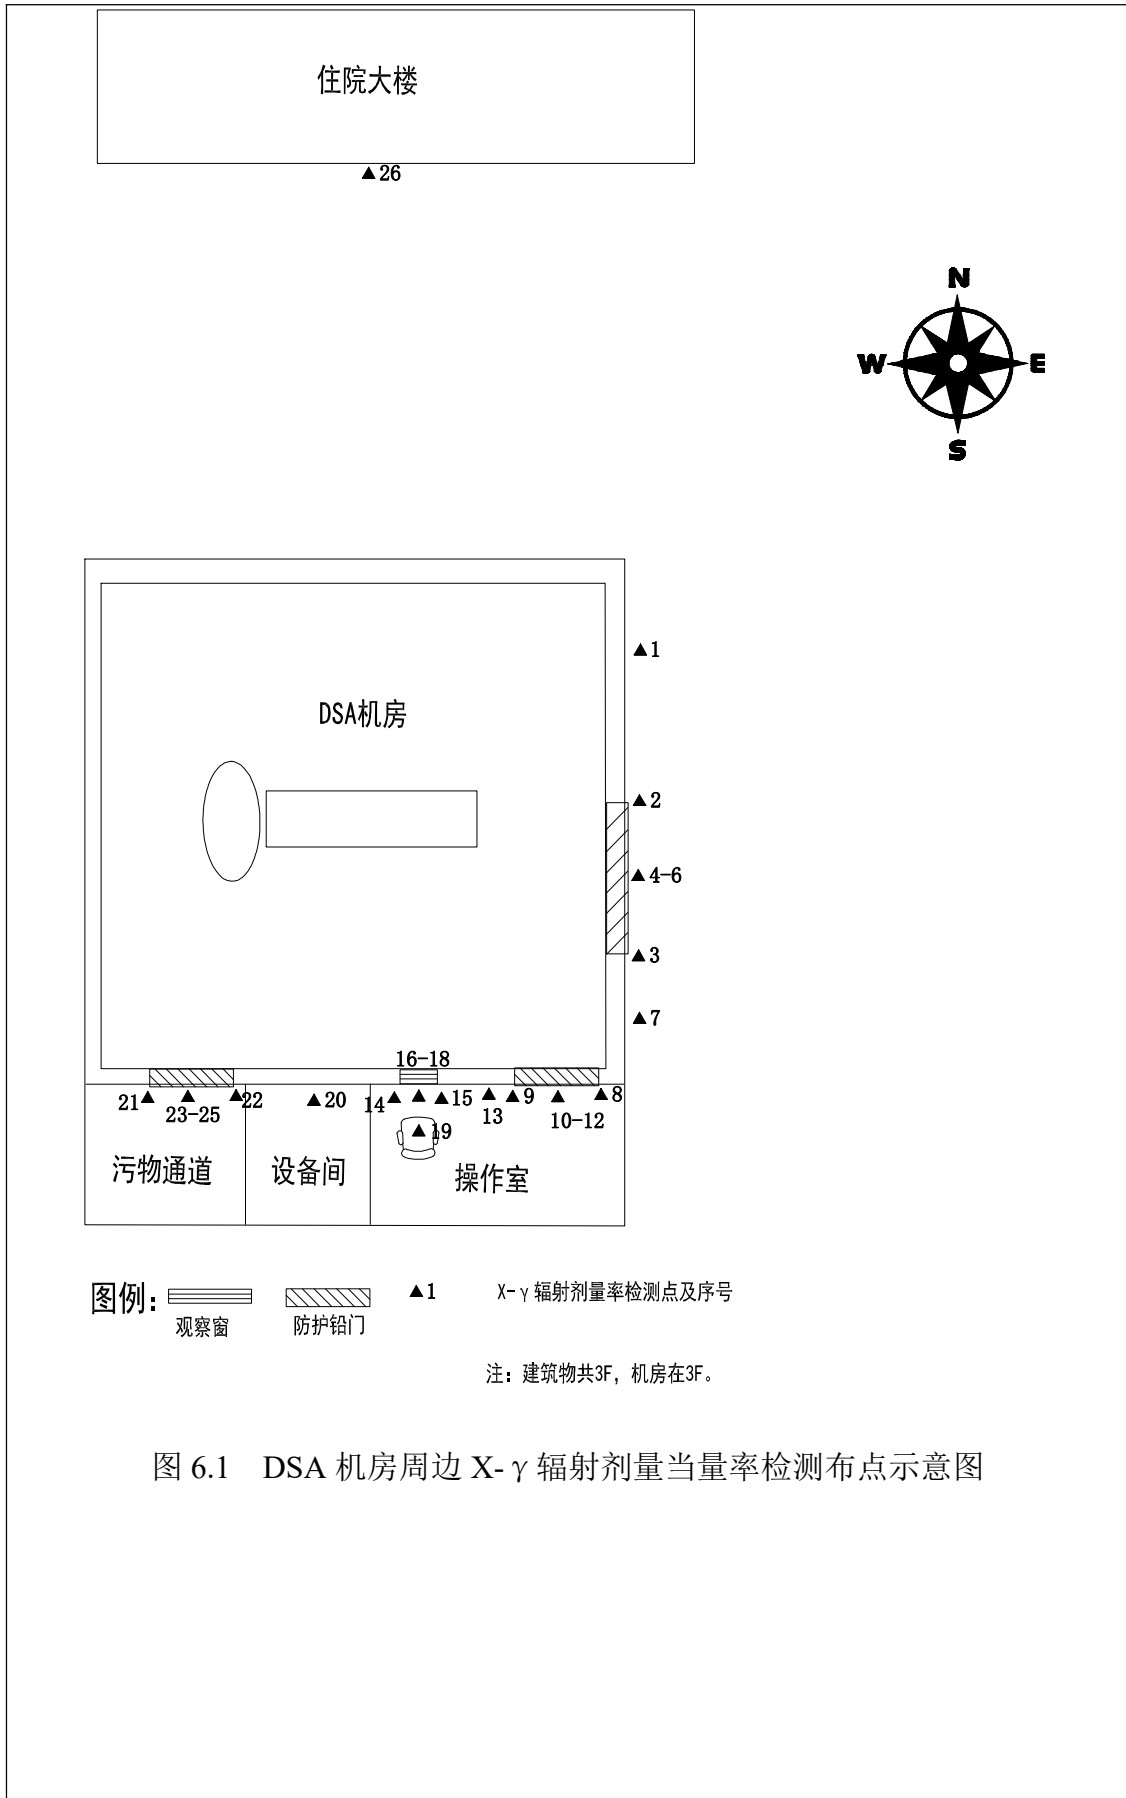 住院大楼
▲26
N
W E
S
▲1
DSA机房
▲2
▲4-6
▲3
▲7
16-18
21 23-25 22 ▲20 14 15 13 9 10-12 8
19
污物通道 设备间 操作室
图例: 观察窗 防护铅门 ▲1 X-γ辐射剂量率检测点及序号
注：建筑物共3F，机房在3F。
图 6.1 DSA 机房周边 X-γ辐射剂量当量率检测布点示意图